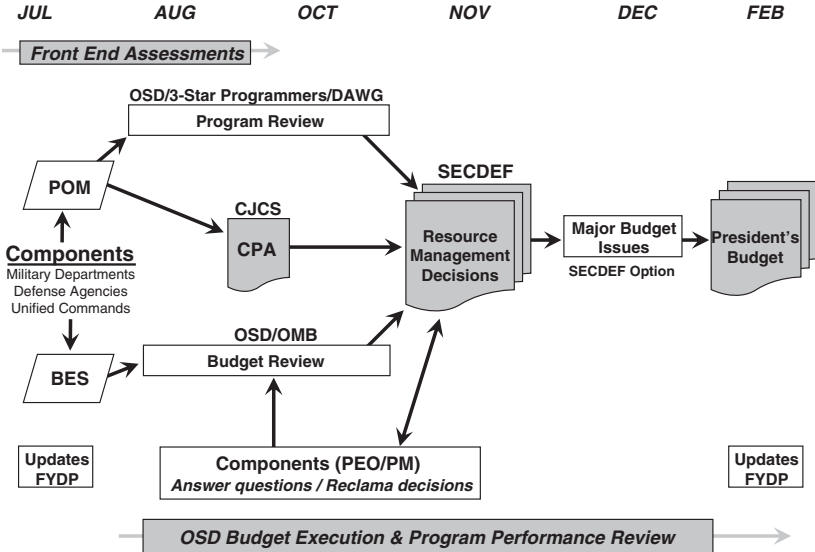 JUL AUG OCT NOV DEC FEB
Front End Assessments
OSD/3-Star Programmers/DAWG
Program Review
POM
CJCS
CPA
SECDEF
Resource
Management
Decisions
Major Budget
Issues
SECDEF Option
President's
Budget
Components
Military Departments
Defense Agencies
Unified Commands
OSD/OMB
Budget Review
BES
Updates
FYDP
Components (PEO/PM)
Answer questions / Reclama decisions
Updates
FYDP
OSD Budget Execution & Program Performance Review